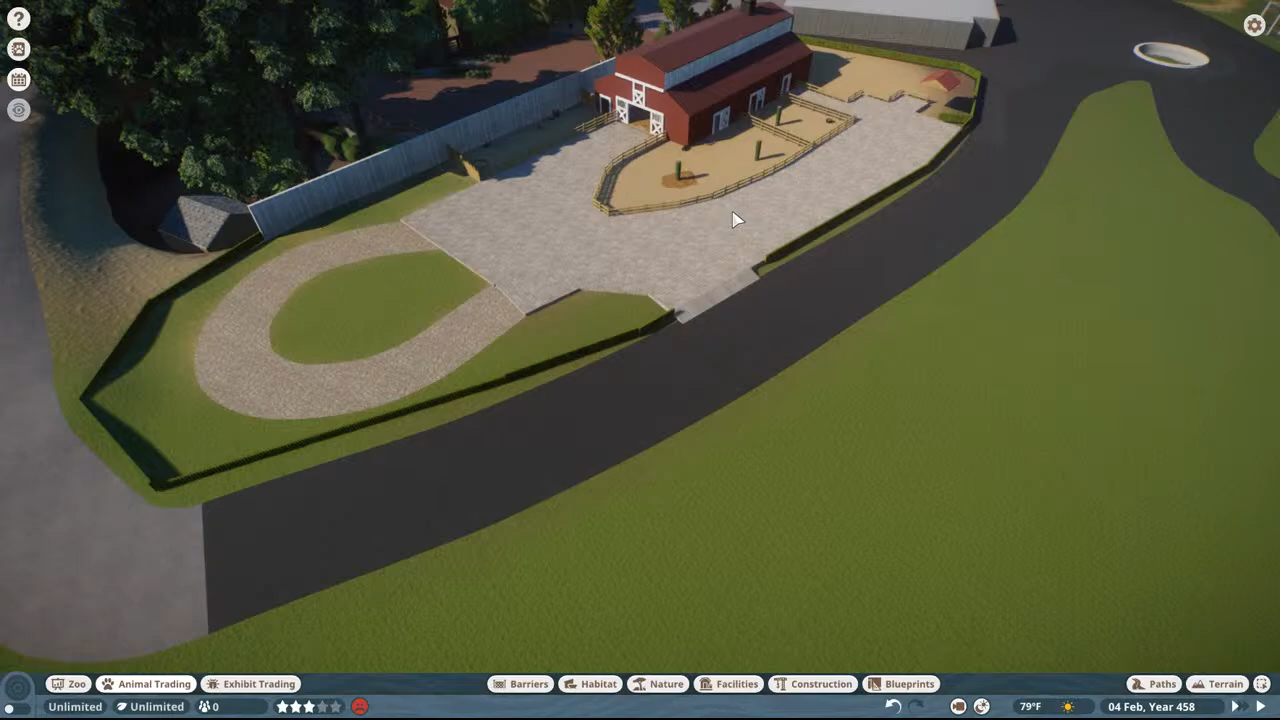 ?
Zoo
Animal Trading
Exhibit Trading
Barriers
Habitat
Nature
Facilities
Construction
Blueprints
Paths
Terrain
Unlimited
Unlimited
0
79°F
04 Feb, Year 458